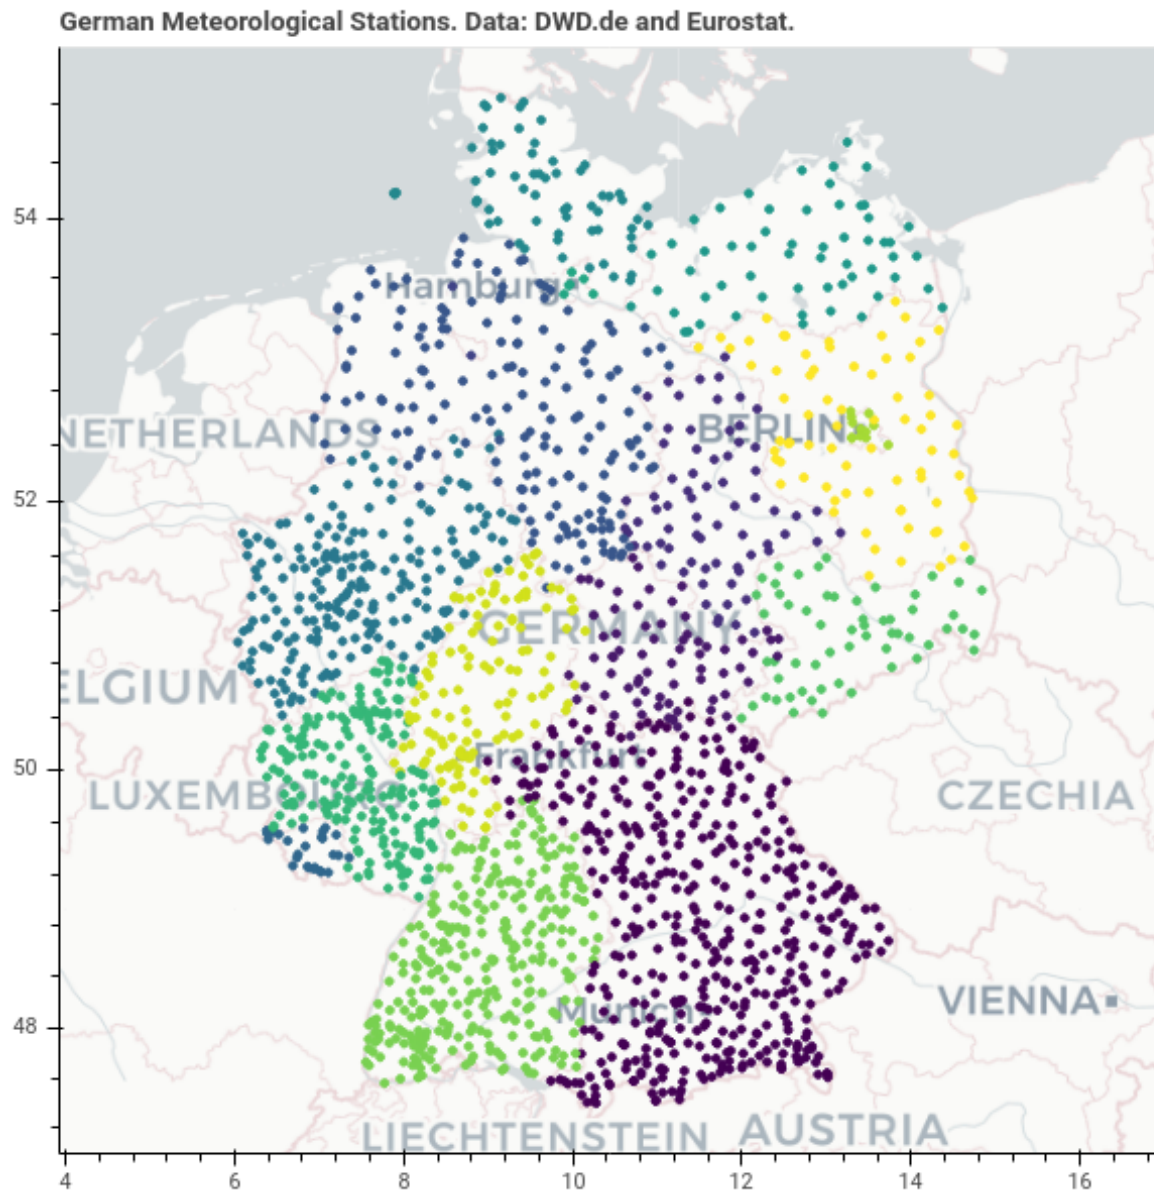 German Meteorological Stations. Data: DWD.de and Eurostat.
54
Hamburg
NETHERLANDS
BERLIN
52
GERMANY
ELGIUM
50
Frankfurt
LUXEMBOURG
CZECHIA
48
Munich
VIENNA
LIECHTENSTEIN
AUSTRIA
4 6 8 10 12 14 16